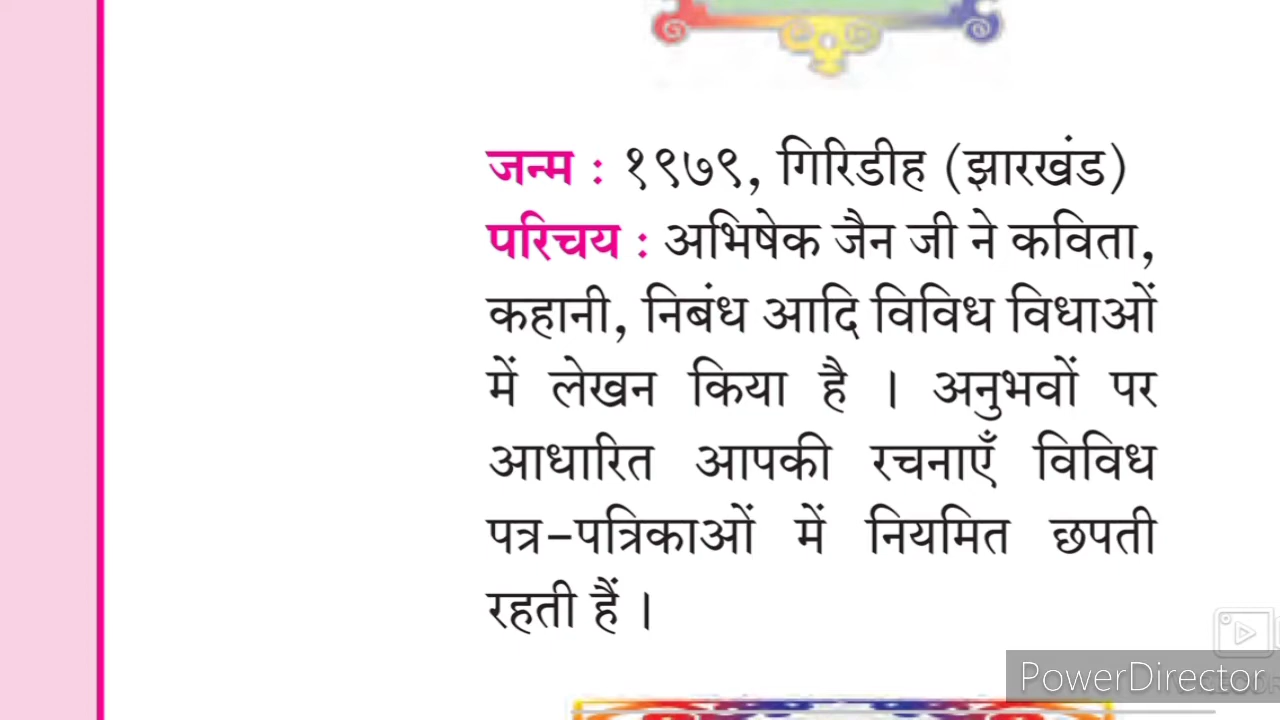 जन्म : १९७९, गिरिडीह (झारखंड)
परिचय : अभिषेक जैन जी ने कविता,
कहानी, निबंध आदि विविध विधाओं
में लेखन किया है । अनुभवों पर
आधारित आपकी रचनाएँ विविध
पत्र-पत्रिकाओं में नियमित छपती
रहती हैं ।
PowerDirector